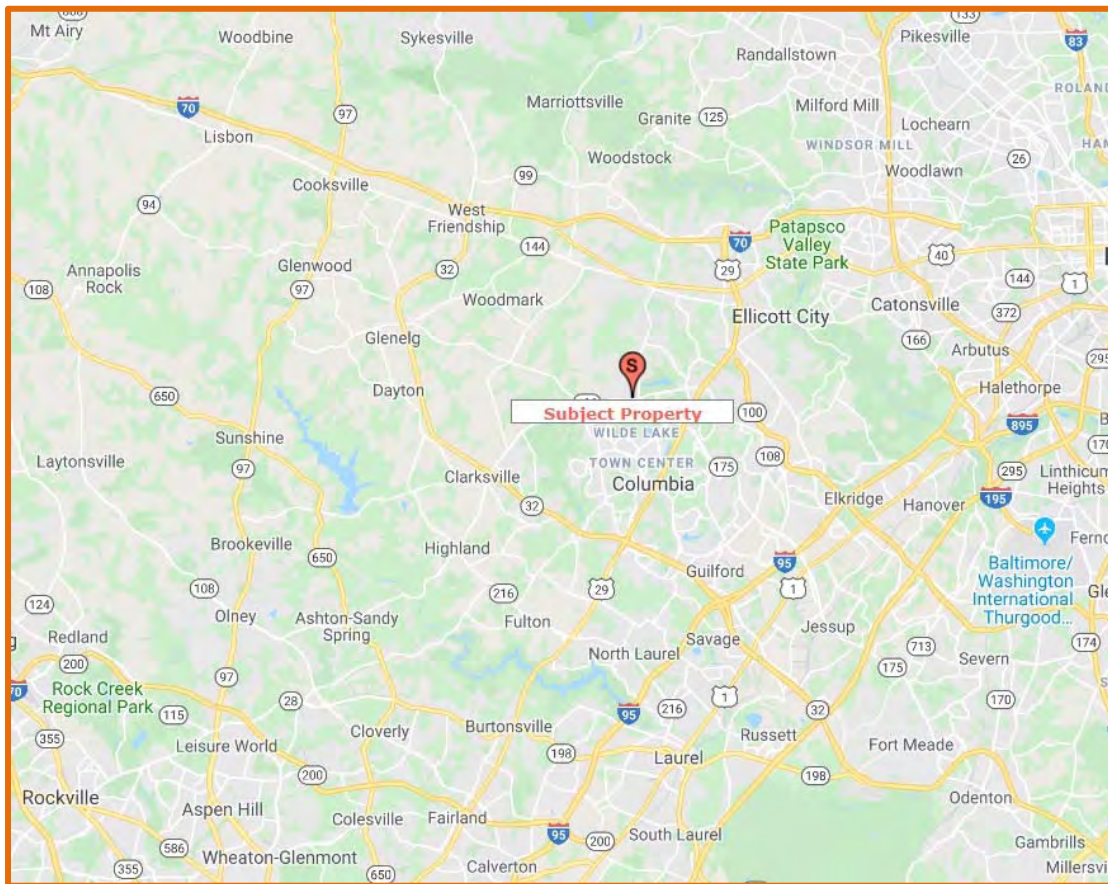 Mt Airy
Woodbine
Sykesville
133
Pikesville
83
Randallstown
ROLAND
70
97
Marriottsville
Milford Mill
Lisbon
Granite
125
Lochearn
WINDSOR MILL
HAM
Woodstock
26
Woodlawn
Cooksville
99
94
West
Friendship
Patapsco
Valley
State Park
144
70
40
Glenwood
32
29
Annapolis
Rock
144
1
108
97
Woodmark
Catonsville
372
Ellicott City
Glenelg
166
Arbutus
295
S
Dayton
Halethorpe
650
Subject Property
100
895
WILDE LAKE
Sunshine
170
108
Laytonsville
TOWN CENTER
175
97
Clarksville
Columbia
295
Linthicum
Heights
Elkridge
Hanover
195
32
Brookeville
Highland
650
95
Guilford
Baltimore/
Washington
International
Thurgood...
108
216
29
1
124
Olney
Ashton-Sandy
Spring
Fulton
Jessup
Redland
Savage
713
174
200
North Laurel
175
Severn
97
70
Rock Creek
Regional Park
170
28
1
115
95
216
32
Cloverly
Burtonsville
Russett
355
Leisure World
198
Fort Meade
Laurel
200
198
Rockville
Odenton
Aspen Hill
Colesville
Fairland
95
200
South Laurel
Gambrills
586
Wheaton-Glenmont
355
Calverton
650
Millersvi